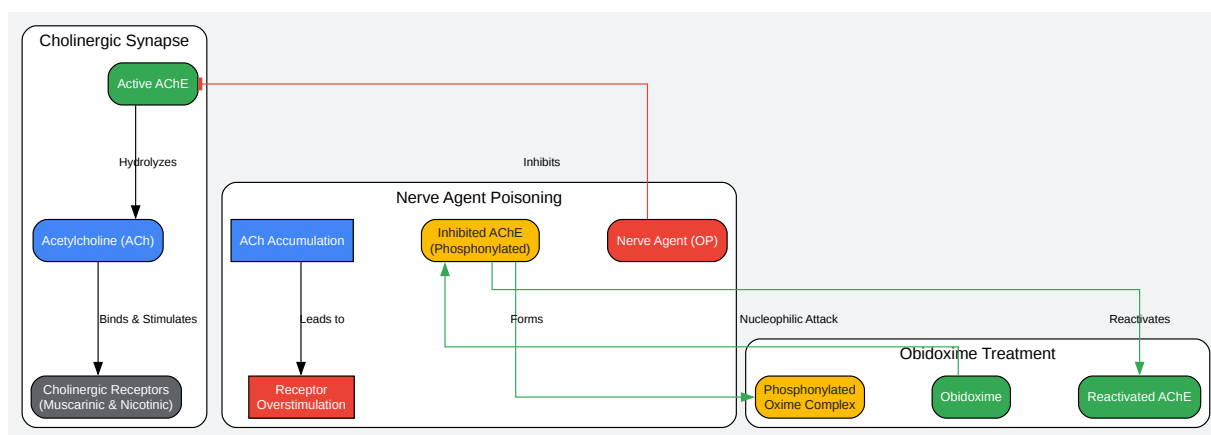 Cholinergic Synapse
Active AChE
Hydrolyzes
Inhibits
Nerve Agent Poisoning
Acetylcholine (ACh)
ACh Accumulation
Inhibited AChE
(Phosphonylated)
Nerve Agent (OP)
Binds & Stimulates
Leads to
Forms
Nucleophilic Attack
Reactivates
Obidoxime Treatment
Cholinergic Receptors
(Muscarinic & Nicotinic)
Receptor
Overstimulation
Phosphonylated
Oxime Complex
Obidoxime
Reactivated AChE